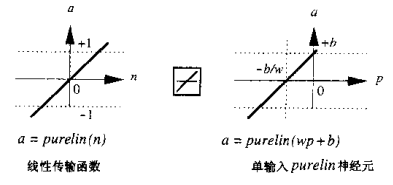 a
+1
n
0
-1
a = purelin(n)
线性传输函数
a
+b
-b/w
p
0
a = purelin(wp+b)
单输入 purelin 神经元